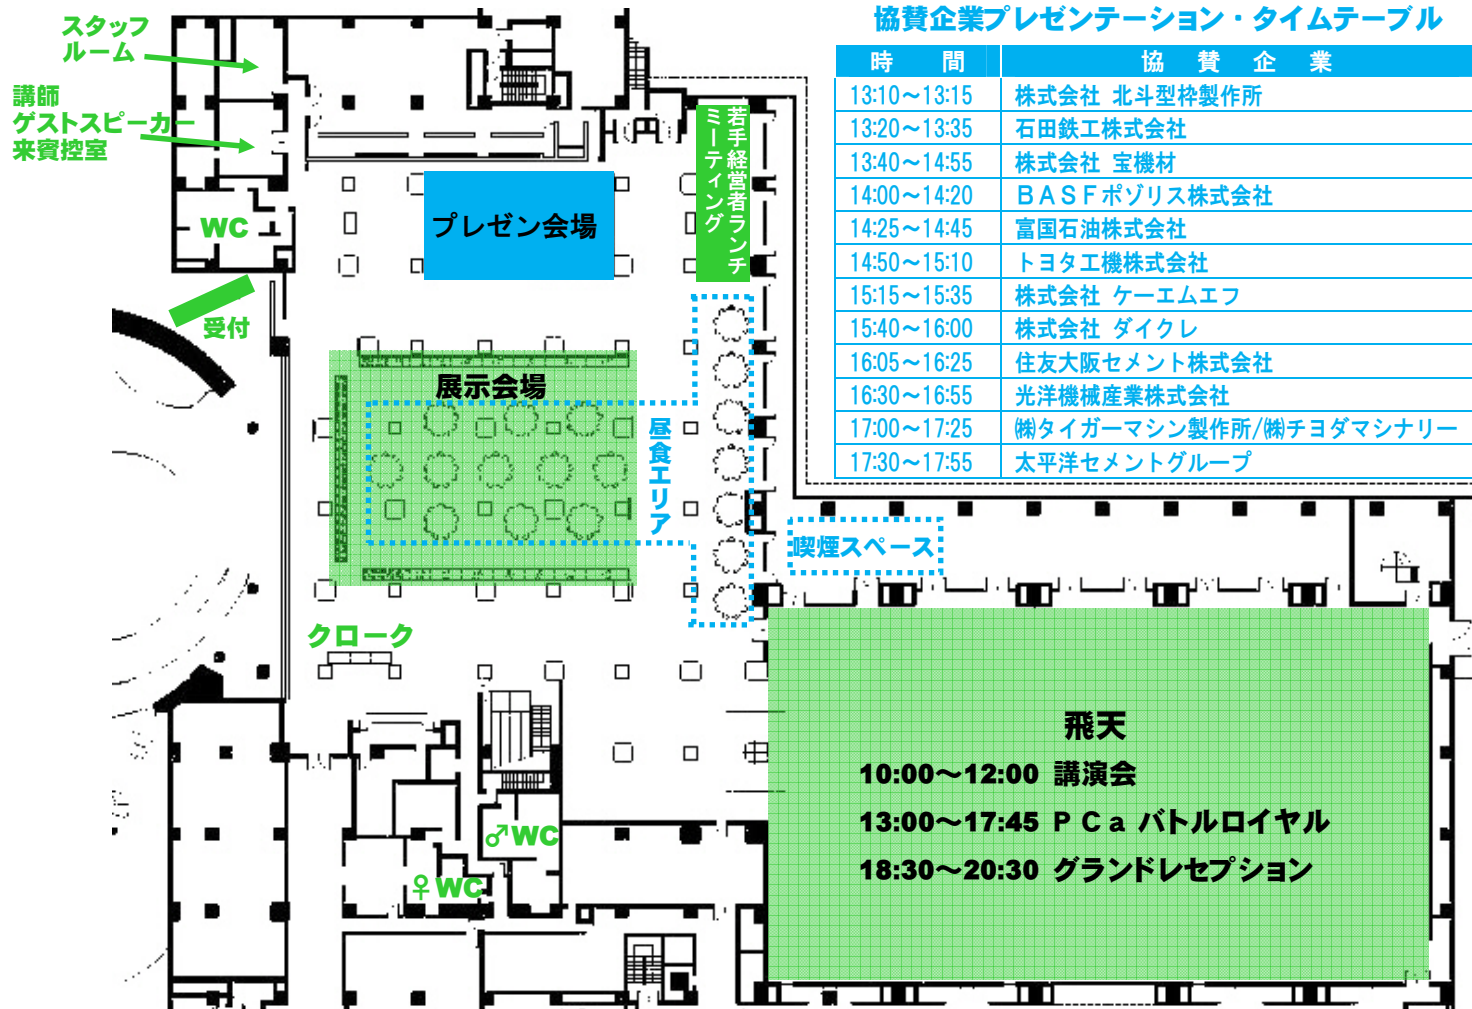 スタッフ
ルーム
講師
ゲストスピーカー
来賓控室
WC
受付
プレゼン会場
若手経営者ランチ
ミーティング
展示会場
昼食エリア
喫煙スペース
クローク
♂WC
♀WC
飛天
10:00～12:00 講演会
13:00～17:45 ＰＣａ バトルロイヤル
18:30～20:30 グランドレセプション
協賛企業プレゼンテーション・タイムテーブル
時　間 協　賛　企　業
13:10～13:15 株式会社 北斗型枠製作所
13:20～13:35 石田鉄工株式会社
13:40～14:55 株式会社 宝機材
14:00～14:20 ＢＡＳＦポゾリス株式会社
14:25～14:45 富国石油株式会社
14:50～15:10 トヨタ工機株式会社
15:15～15:35 株式会社 ケーエムエフ
15:40～16:00 株式会社 ダイクレ
16:05～16:25 住友大阪セメント株式会社
16:30～16:55 光洋機械産業株式会社
17:00～17:25 ㈱タイガーマシン製作所/㈱チヨダマシナリー
17:30～17:55 太平洋セメントグループ